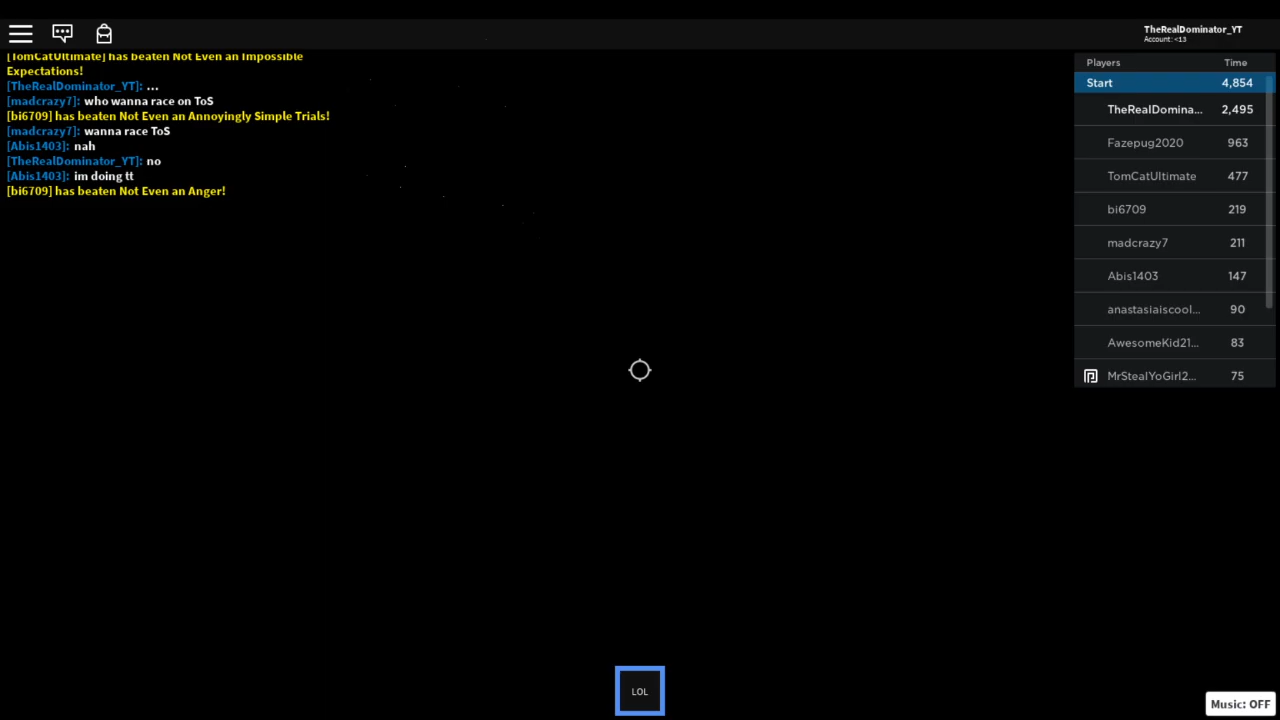 TheRealDominator_YT
Account: <13
[TomCatUltimate] has beaten Not Even an Impossible
Expectations!
[TheRealDominator_YT]: ...
[madcrazy7]: who wanna race on ToS
[bi6709] has beaten Not Even an Annoyingly Simple Trials!
[madcrazy7]: wanna race ToS
[Abis1403]: nah
[TheRealDominator_YT]: no
[Abis1403]: im doing tt
[bi6709] has beaten Not Even an Anger!
Players Time
Start 4,854
TheRealDomina... 2,495
Fazepug2020 963
TomCatUltimate 477
bi6709 219
madcrazy7 211
Abis1403 147
anastasiaiscool... 90
AwesomeKid21... 83
MrStealYoGirl2... 75
LOL
Music: OFF